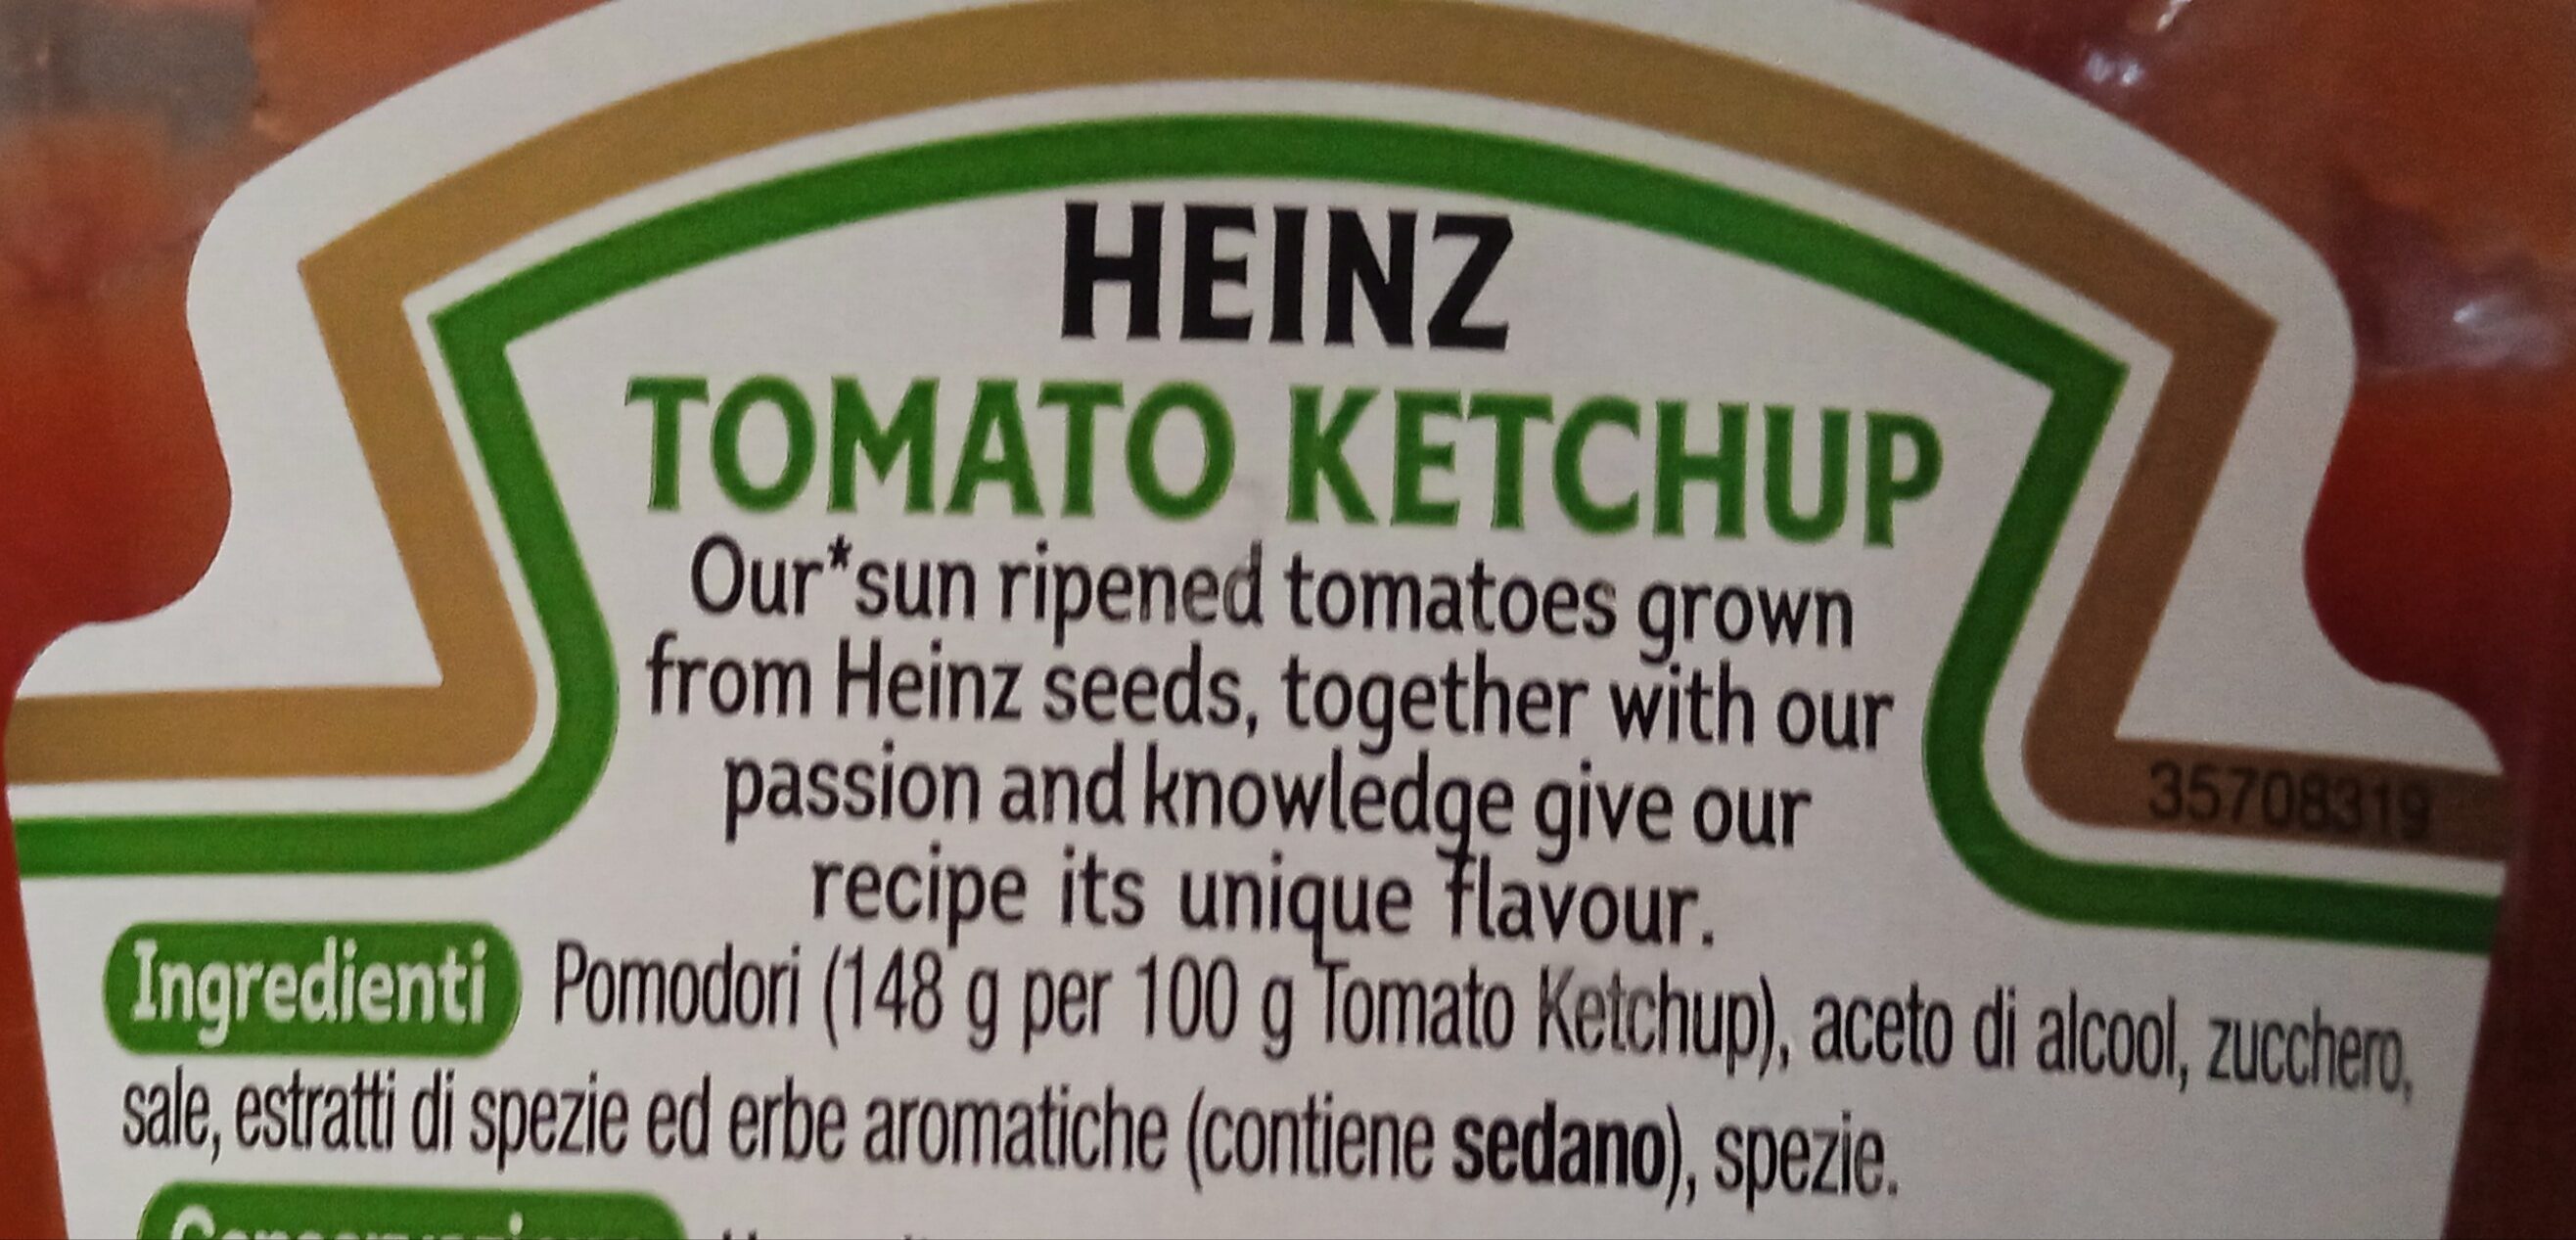 HEINZ
TOMATO KETCHUP
Our*sun ripened tomatoes grown
from Heinz seeds, together with our
passion and knowledge give our
recipe its unique flavour.
35708319
Ingredienti Pomodori (148 g per 100 g Tomato Ketchup), aceto di alcool, zucchero,
sale, estratti di spezie ed erbe aromatiche (contiene sedano), spezie.